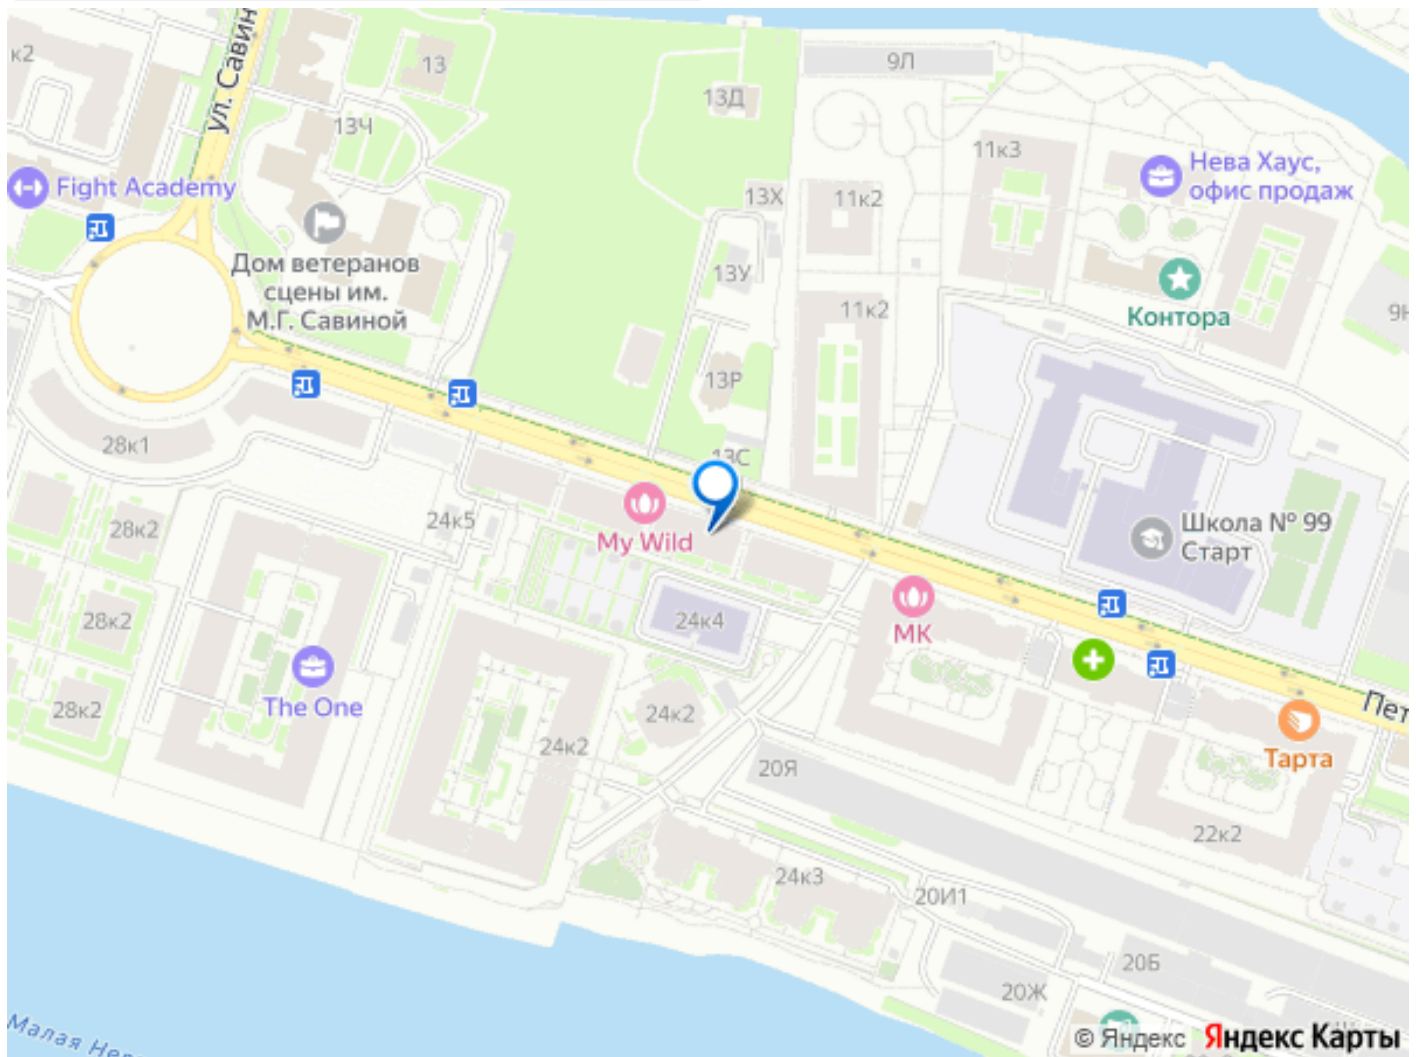 к2
ул. Савин
13
9Л
13Д
13Ч
11к3
Нева Хаус,
офис продаж
Fight Academy
13Х
11к2
Дом ветеранов
сцены им.
М.Г. Савиной
13У
11к2
Контора
9Н
13Р
28к1
13С
24к5
28к2
My Wild
Школа № 99
Старт
28к2
24к4
МК
28к2
The One
24к2
24к2
Пет
20Я
Тарта
22к2
24к3
20И1
20Б
20Ж
Малая Нев
© Яндекс Яндекс Карты